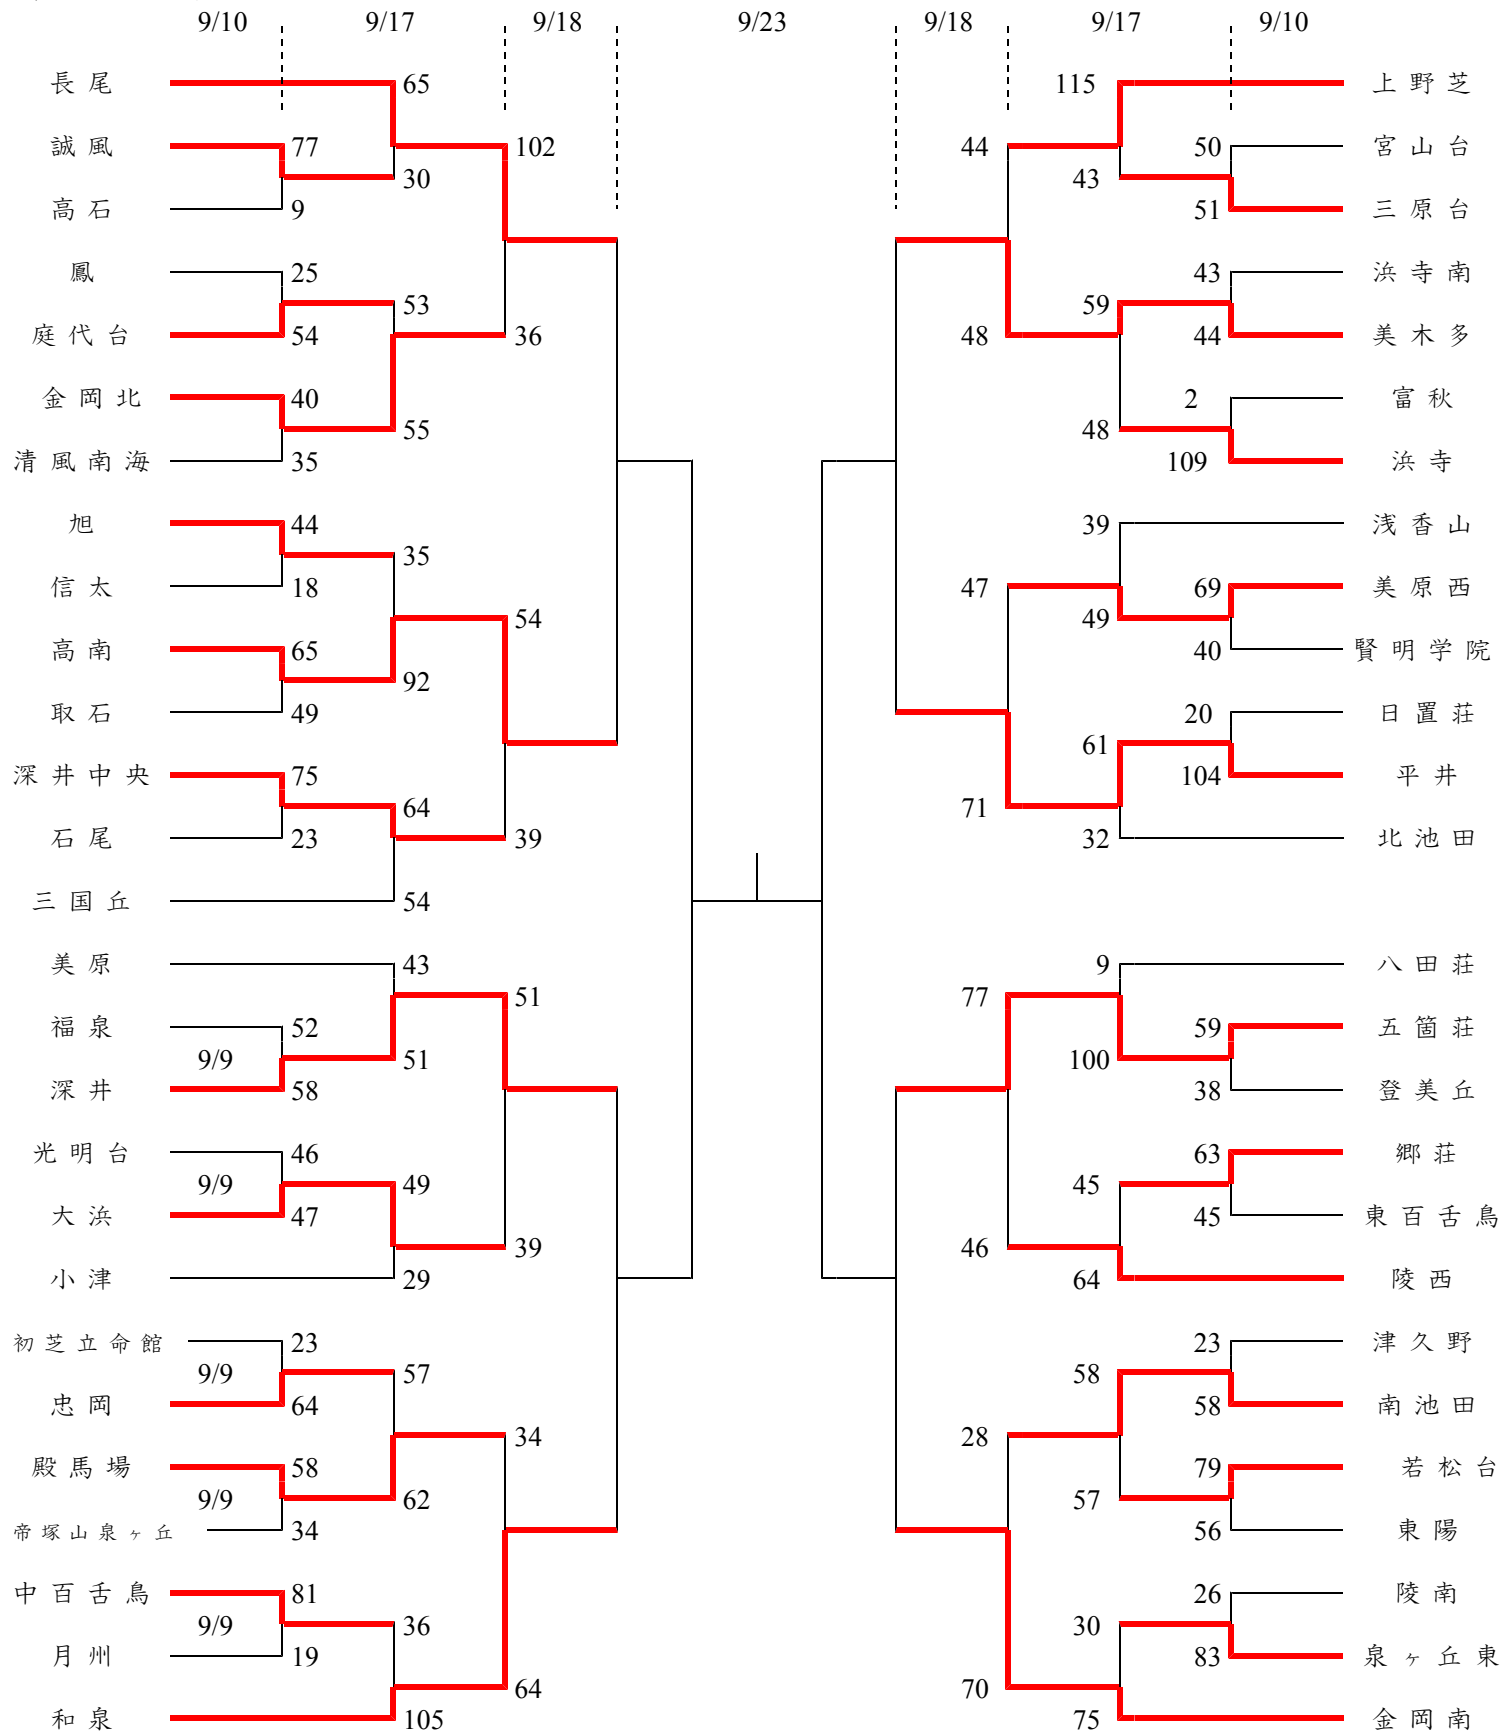 9/10 9/17 9/18 9/23 9/18 9/17 9/10
長尾 65 115 上野芝
誠風 77 102 44 50 宮山台
30 43
高石 9 51 三原台
鳳 25 43 浜寺南
53 59
庭代台 54 36 48 44 美木多
金岡北 40 2 富秋
55 48
清風南海 35 109 浜寺
旭 44 39 浅香山
35
信太 18 47 69 美原西
54 49
高南 65 40 賢明学院
92
取石 49 20 日置荘
61
深井中央 75 104 平井
64 71
石尾 23 39 32 北池田
三国丘 54
美原 43 9 八田荘
51 77
福泉 52 59 五箇荘
9/9 51 100
深井 58 38 登美丘
光明台 46 63 郷荘
9/9 49 45
大浜 47 45 東百舌鳥
39 46
小津 29 64 陵西
初芝立命館 23 23 津久野
9/9 57 58
忠岡 64 58 南池田
34 28
殿馬場 58 79 若松台
9/9 62 57
帝塚山泉ヶ丘 34 56 東陽
中百舌鳥 81 26 陵南
9/9 36 30
月州 19 83 泉ヶ丘東
64 70
和泉 105 75 金岡南